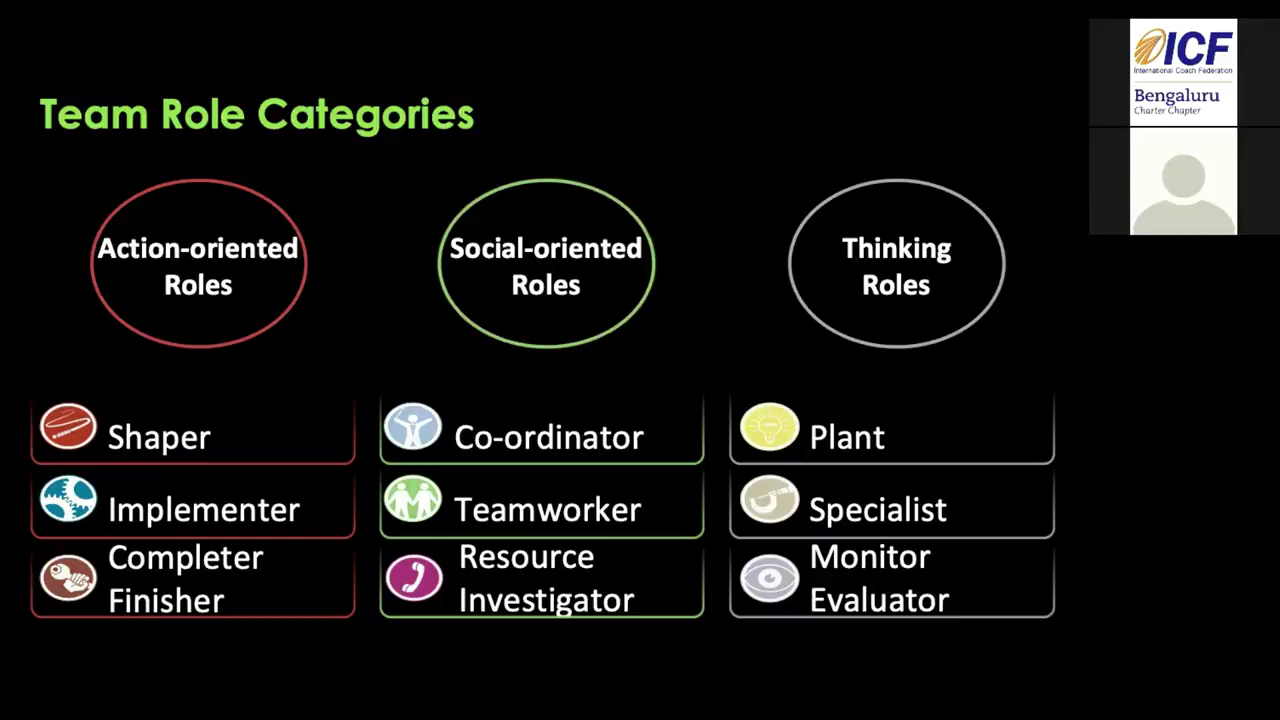 Team Role Categories
Action-oriented
Roles
Social-oriented
Roles
Thinking
Roles
Shaper
Implementer
Completer
Finisher
Co-ordinator
Teamworker
Resource
Investigator
Plant
Specialist
Monitor
Evaluator
ICF
International Coach Federation
Bengaluru
Charter Chapter